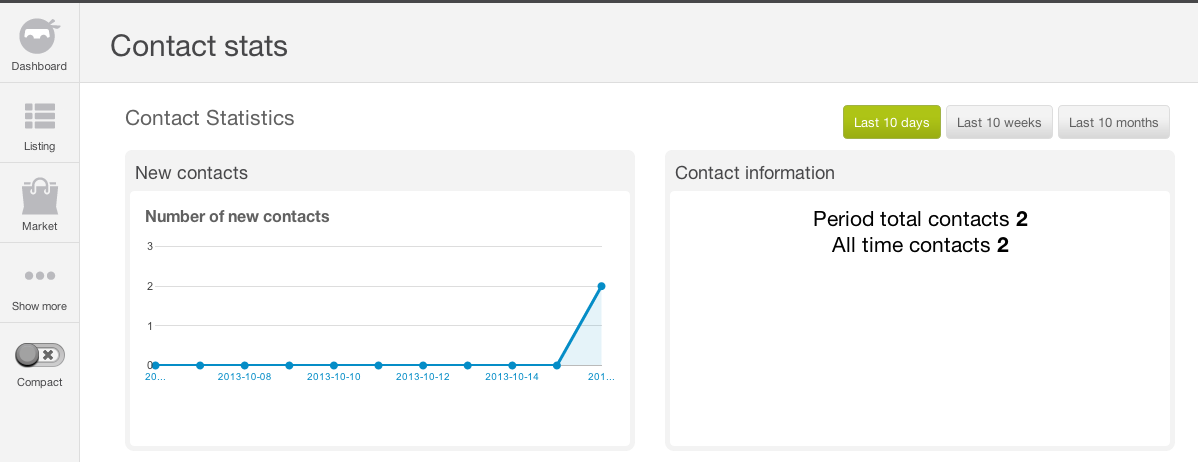 Contact stats
Dashboard
Listing
Market
Show more
Compact
Contact Statistics
Last 10 days
Last 10 weeks
Last 10 months
New contacts
Number of new contacts
3
2
1
0
20...
2013-10-08
2013-10-10
2013-10-12
2013-10-14
201...
Contact information
Period total contacts 2
All time contacts 2